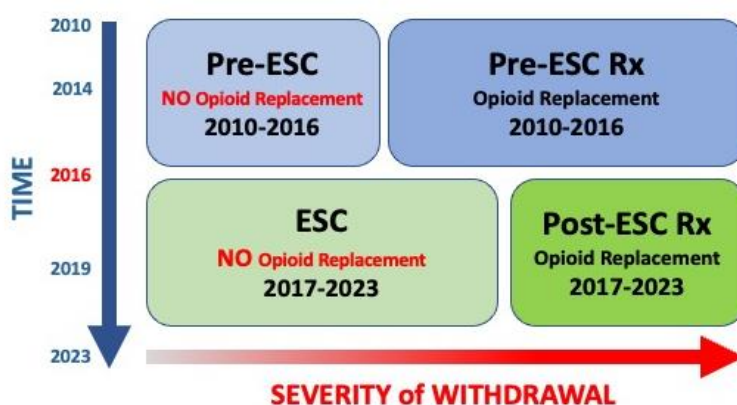 TIME
2010
2014
2016
2019
2023
Pre-ESC
NO Opioid Replacement
2010-2016
Pre-ESC Rx
Opioid Replacement
2010-2016
ESC
NO Opioid Replacement
2017-2023
Post-ESC Rx
Opioid Replacement
2017-2023
SEVERITY of WITHDRAWAL